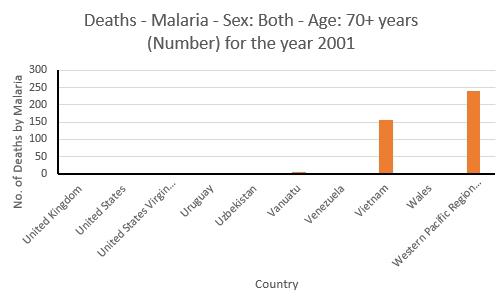 Deaths - Malaria - Sex: Both - Age: 70+ years
(Number) for the year 2001
No. of Deaths by Malaria
300
250
200
150
100
50
0
United Kingdom
United States
United States Virgin...
Uruguay
Uzbekistan
Vanuatu
Venezuela
Vietnam
Wales
Western Pacific Region...
Country